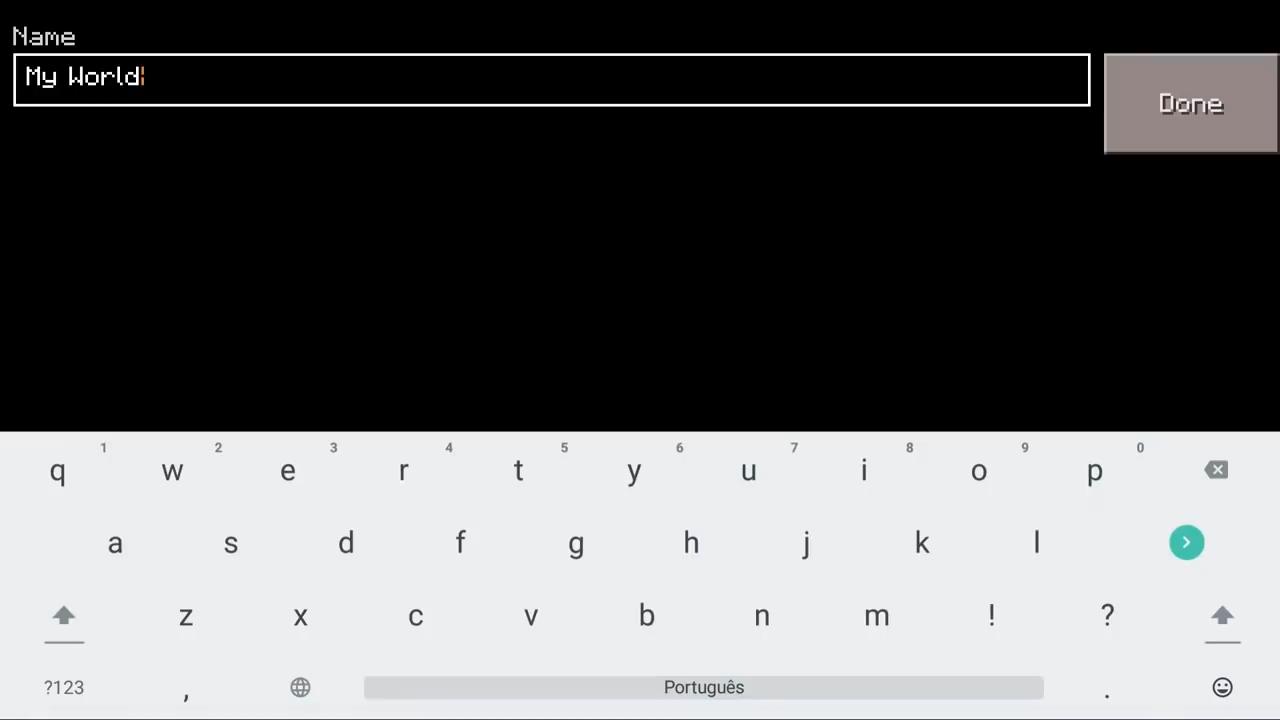 Name
My World
Done
1 2 3 4 5 6 7 8 9 0
q w e r t y u i o p
a s d f g h j k l
z x c v b n m ! ?
?123 , Português .